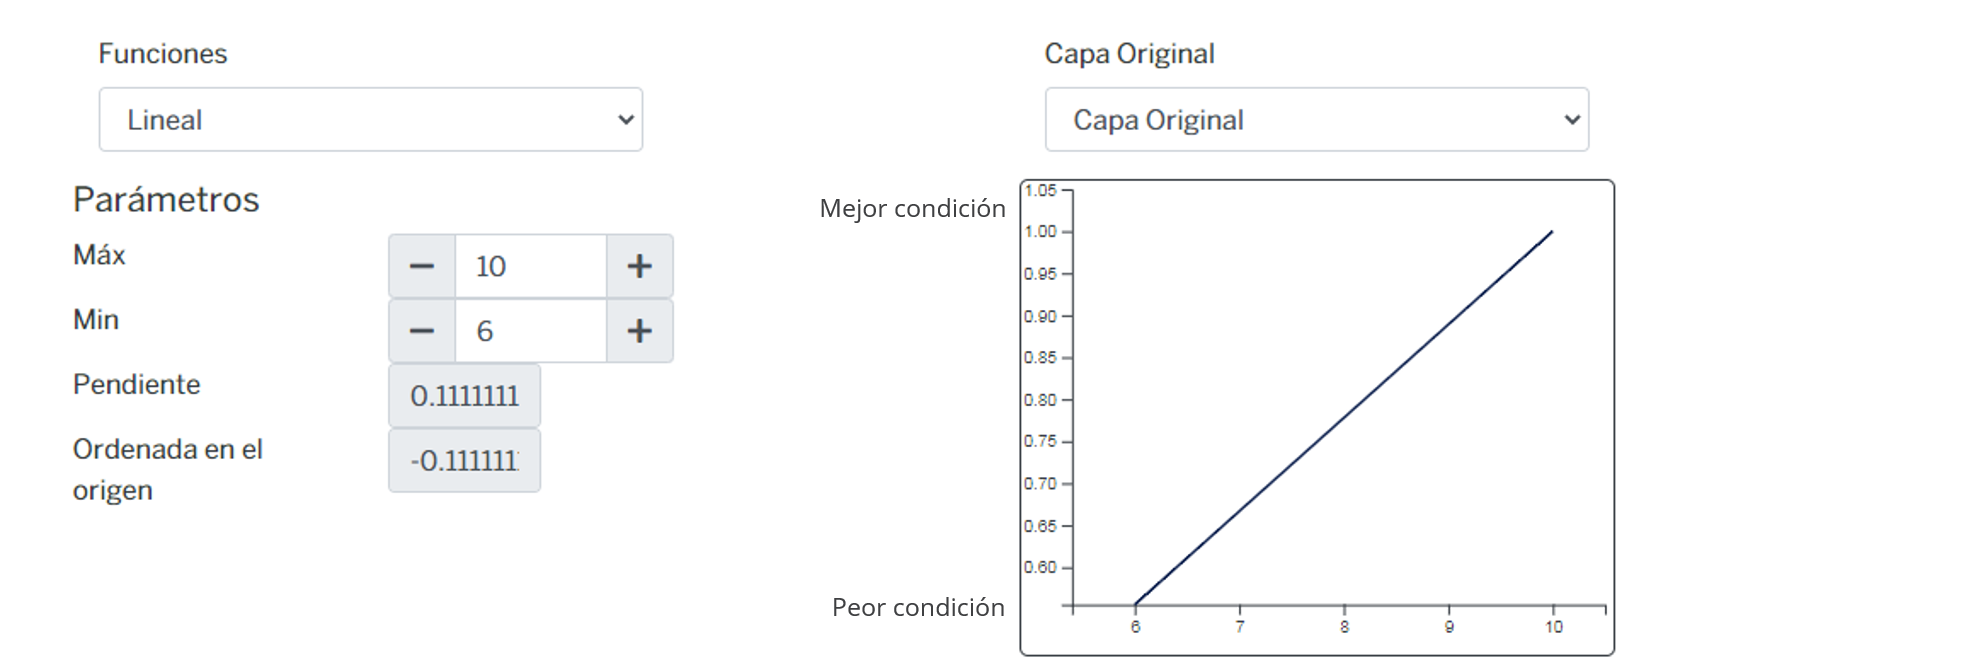 Funciones
Lineal
Parámetros
Máx
10
Min
6
Pendiente
0.1111111
Ordenada en el
origen
-0.111111
Capa Original
Capa Original
Mejor condición
Peor condición
1.05
1.00
0.95
0.90
0.85
0.80
0.75
0.70
0.65
0.60
6 7 8 9 10